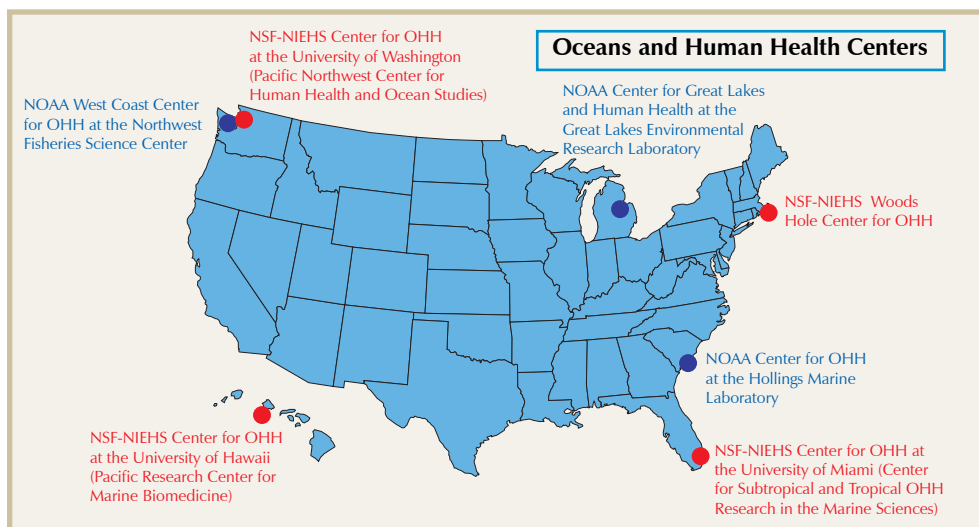 Oceans and Human Health Centers
NSF-NIEHS Center for OHH
at the University of Washington
(Pacific Northwest Center for
Human Health and Ocean Studies)
NOAA West Coast Center
for OHH at the Northwest
Fisheries Science Center
NOAA Center for Great Lakes
and Human Health at the
Great Lakes Environmental
Research Laboratory
NSF-NIEHS Woods
Hole Center for OHH
NOAA Center for OHH
at the Hollings Marine
Laboratory
NSF-NIEHS Center for OHH
at the University of Hawaii
(Pacific Research Center for
Marine Biomedicine)
NSF-NIEHS Center for OHH at
the University of Miami (Center
for Subtropical and Tropical OHH
Research in the Marine Sciences)